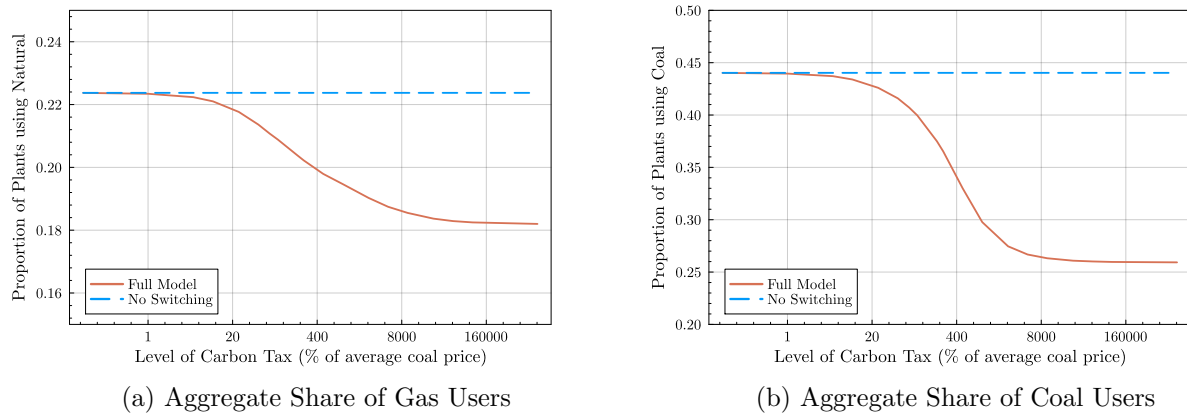 0.24
0.22
0.20
0.18
0.16
Proportion of Plants using Natural
Full Model
No Switching
1 20 400 8000 160000
Level of Carbon Tax (% of average coal price)
(a) Aggregate Share of Gas Users
0.50
0.45
0.40
0.35
0.30
0.25
0.20
Proportion of Plants using Coal
Full Model
No Switching
1 20 400 8000 160000
Level of Carbon Tax (% of average coal price)
(b) Aggregate Share of Coal Users